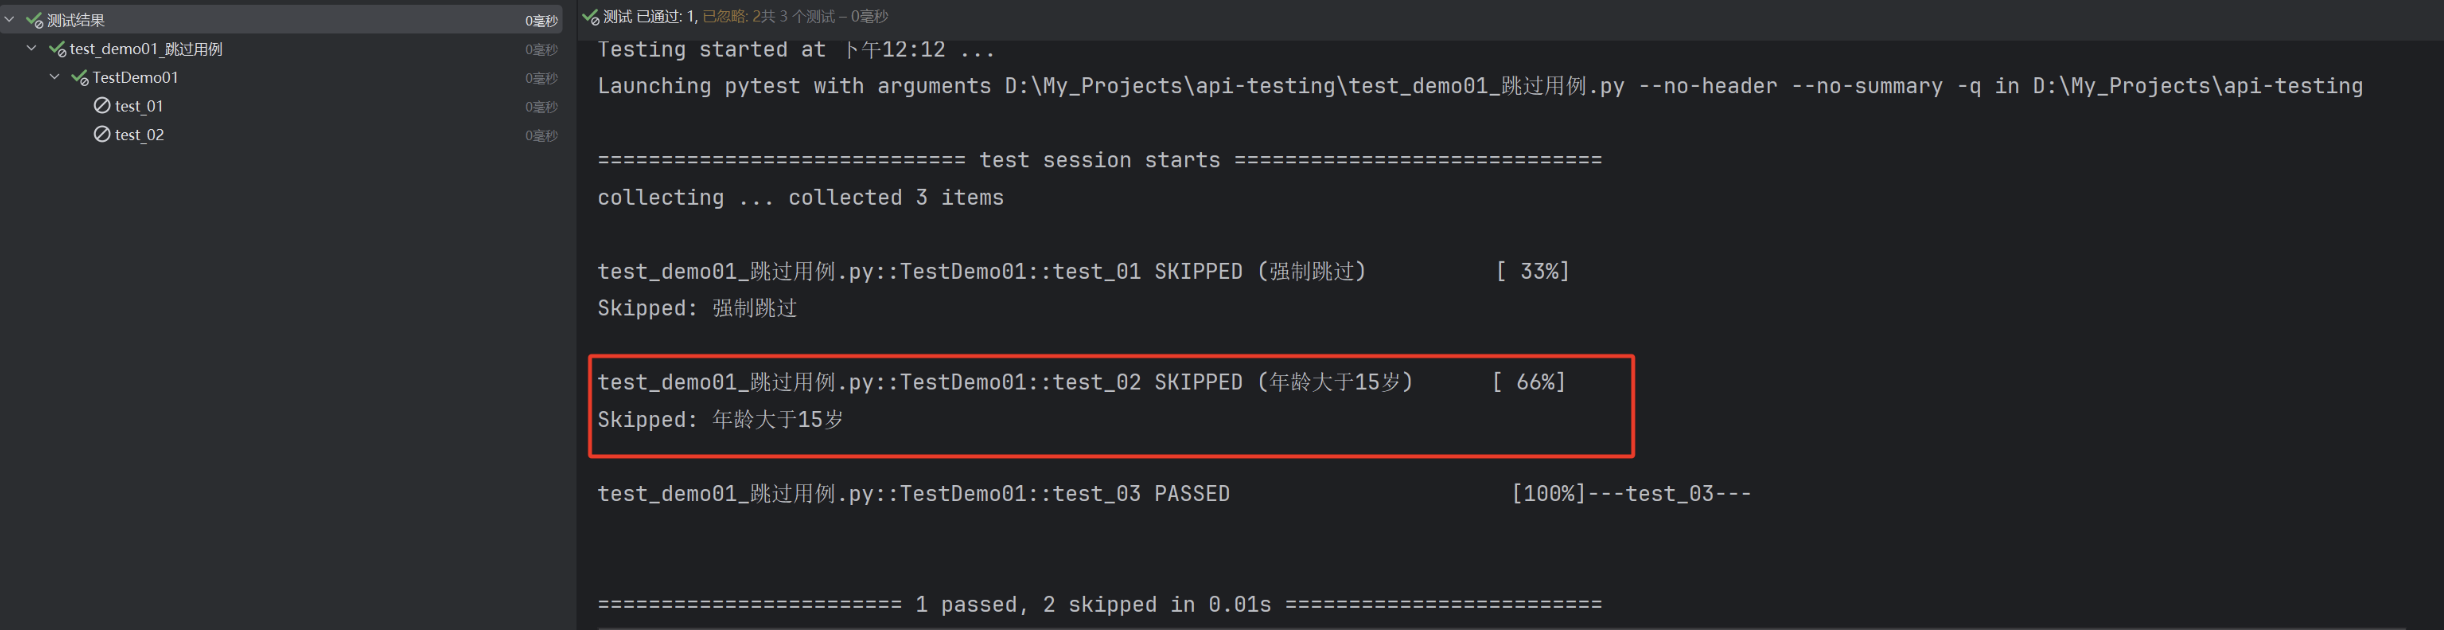 测试结果 0毫秒
test_demo01_跳过用例 0毫秒
TestDemo01 0毫秒
test_01 0毫秒
test_02 0毫秒
测试 已通过: 1, 已忽略: 2共 3 个测试 – 0毫秒
Testing started at 下午12:12 ...
Launching pytest with arguments D:\My_Projects\api-testing\test_demo01_跳过用例.py --no-header --no-summary -q in D:\My_Projects\api-testing
============================= test session starts =============================
collecting ... collected 3 items
test_demo01_跳过用例.py::TestDemo01::test_01 SKIPPED (强制跳过) [ 33%]
Skipped: 强制跳过
test_demo01_跳过用例.py::TestDemo01::test_02 SKIPPED (年龄大于15岁) [ 66%]
Skipped: 年龄大于15岁
test_demo01_跳过用例.py::TestDemo01::test_03 PASSED [100%]---test_03---
======================== 1 passed, 2 skipped in 0.01s =========================